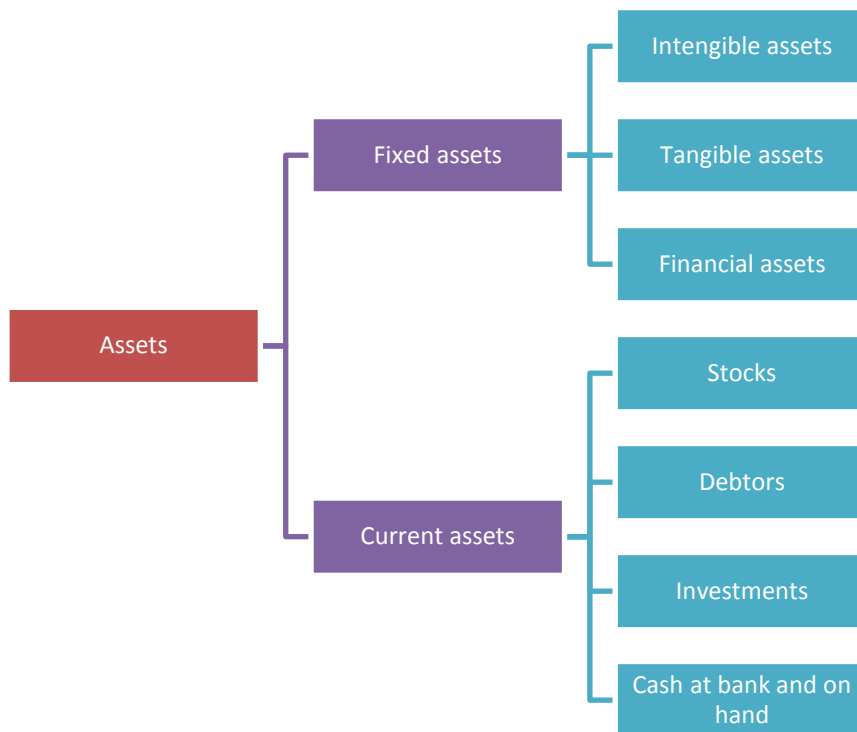 Intengible assets
Fixed assets
Tangible assets
Financial assets
Assets
Stocks
Debtors
Current assets
Investments
Cash at bank and on
hand